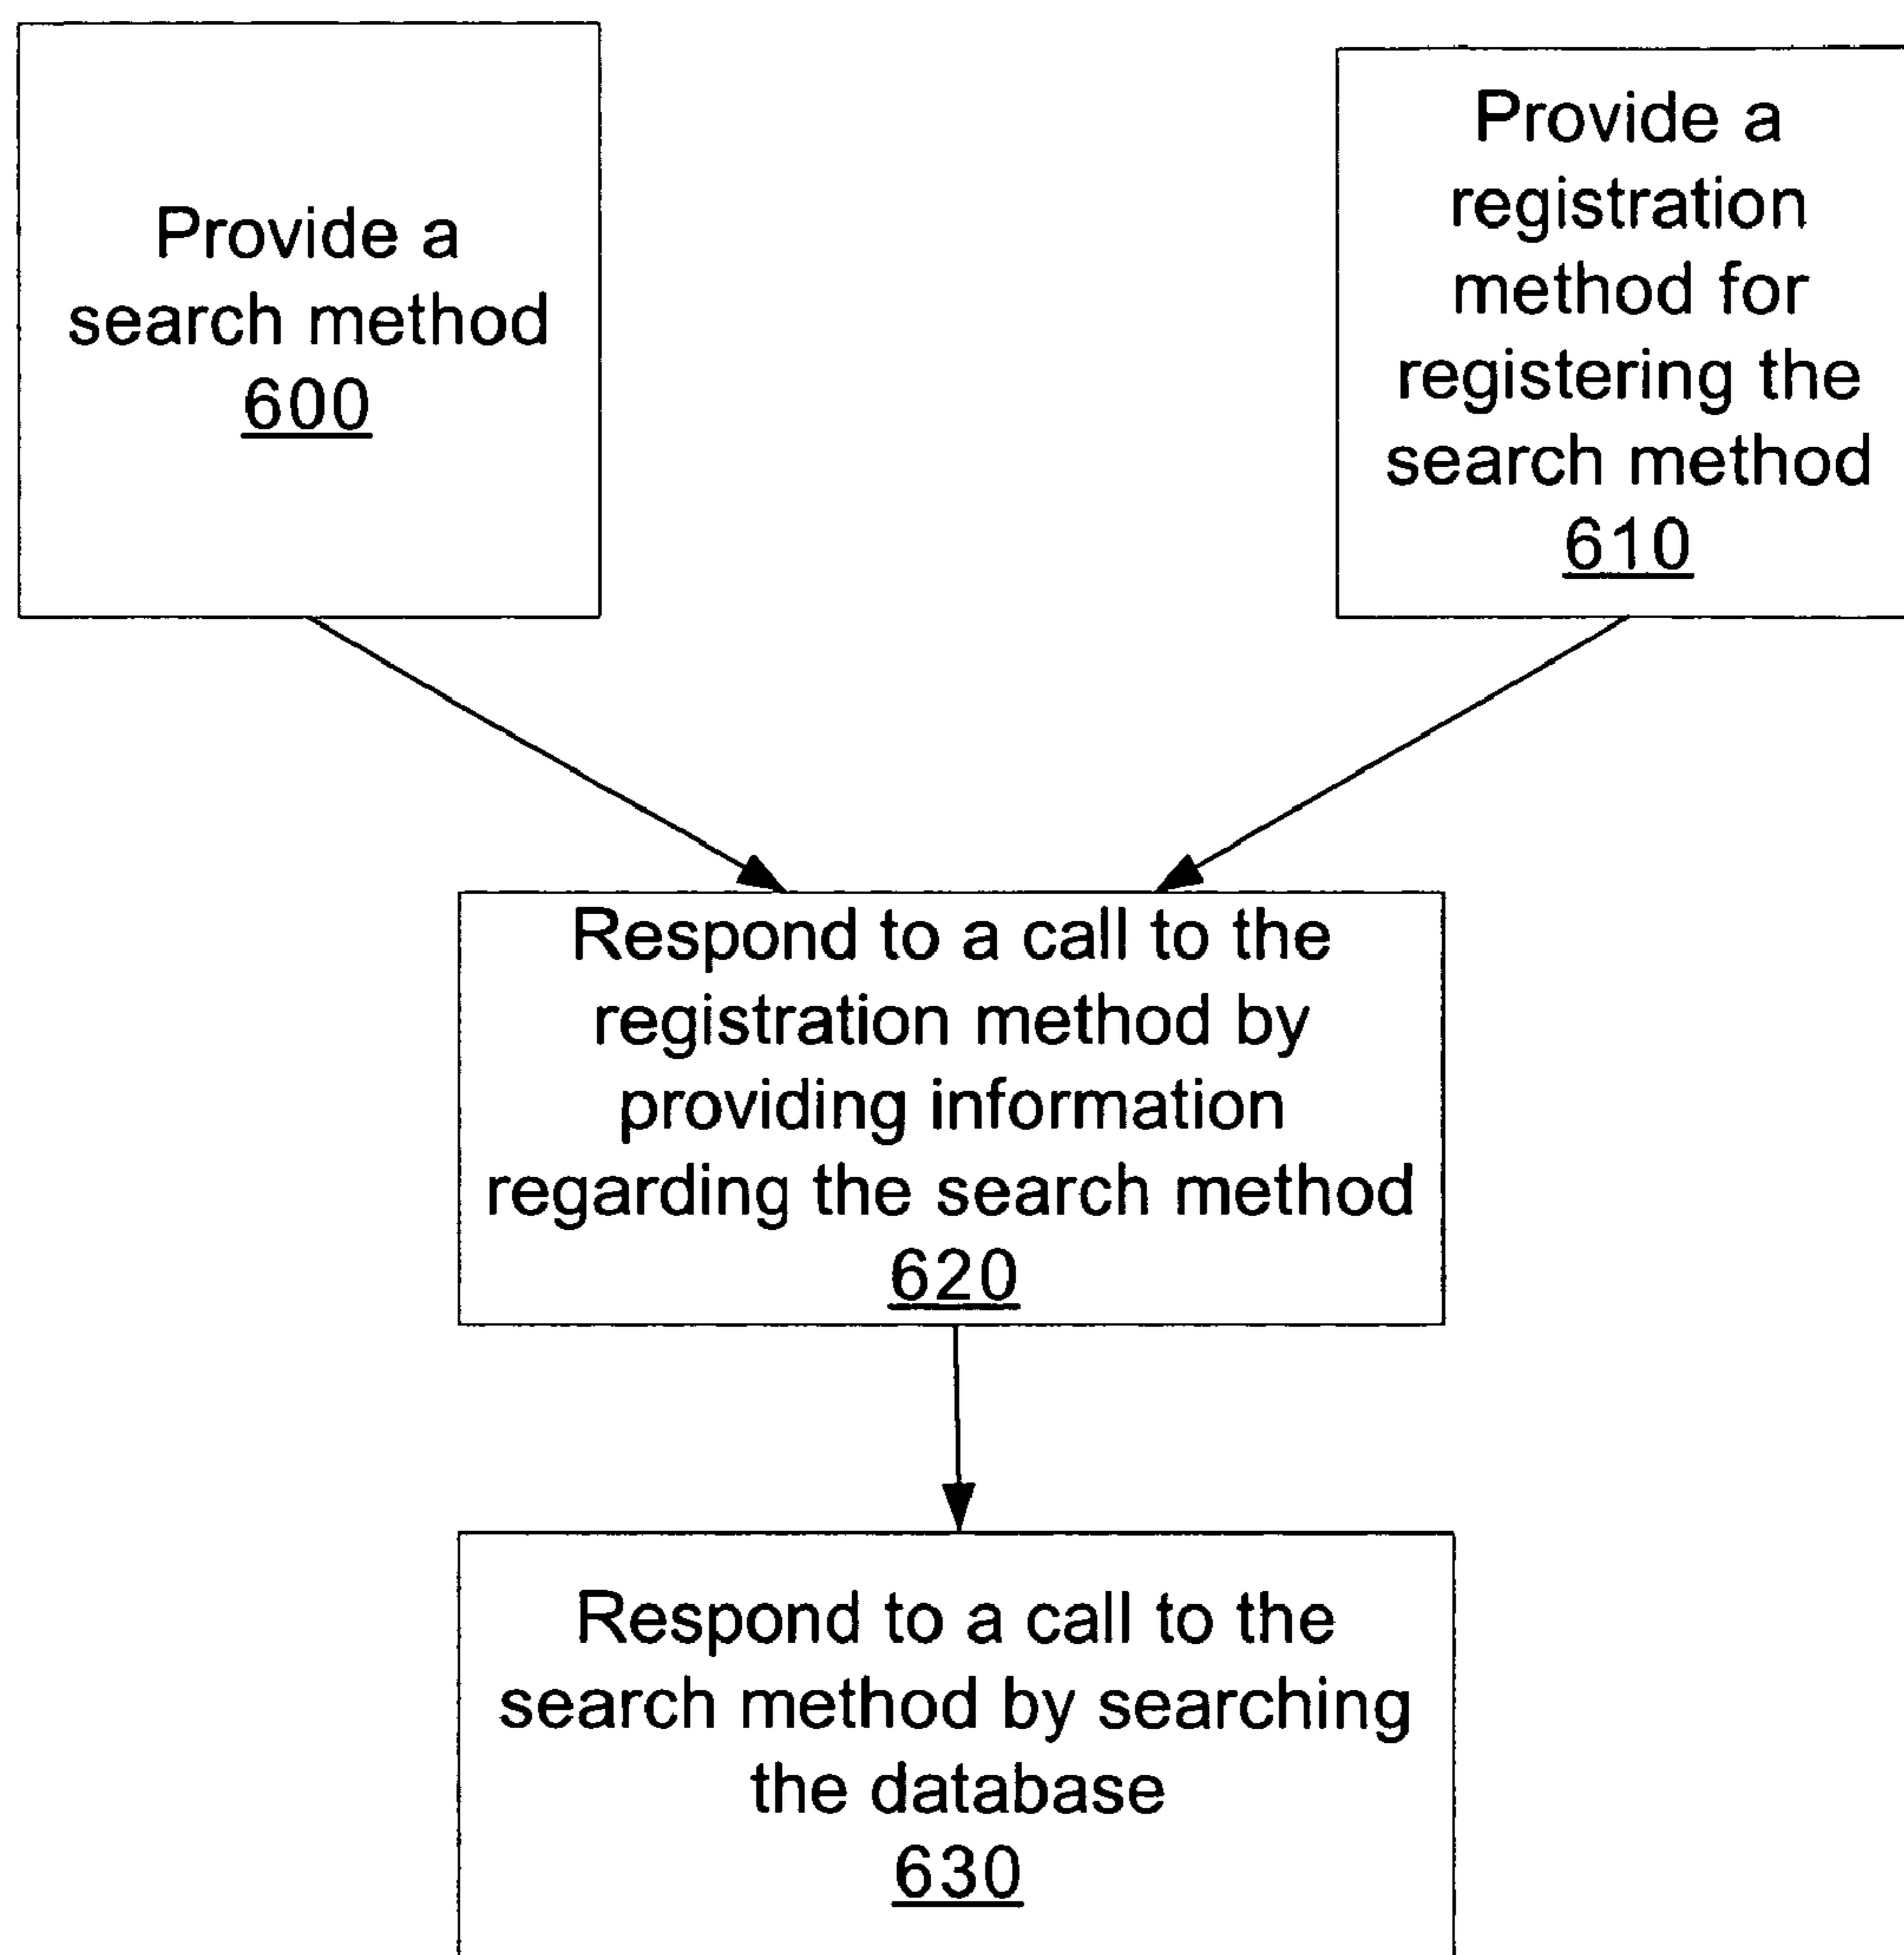 Provide a
search method
600
Provide a
registration
method for
registering the
search method
610
Respond to a call to the
registration method by
providing information
regarding the search method
620
Respond to a call to the
search method by searching
the database
630